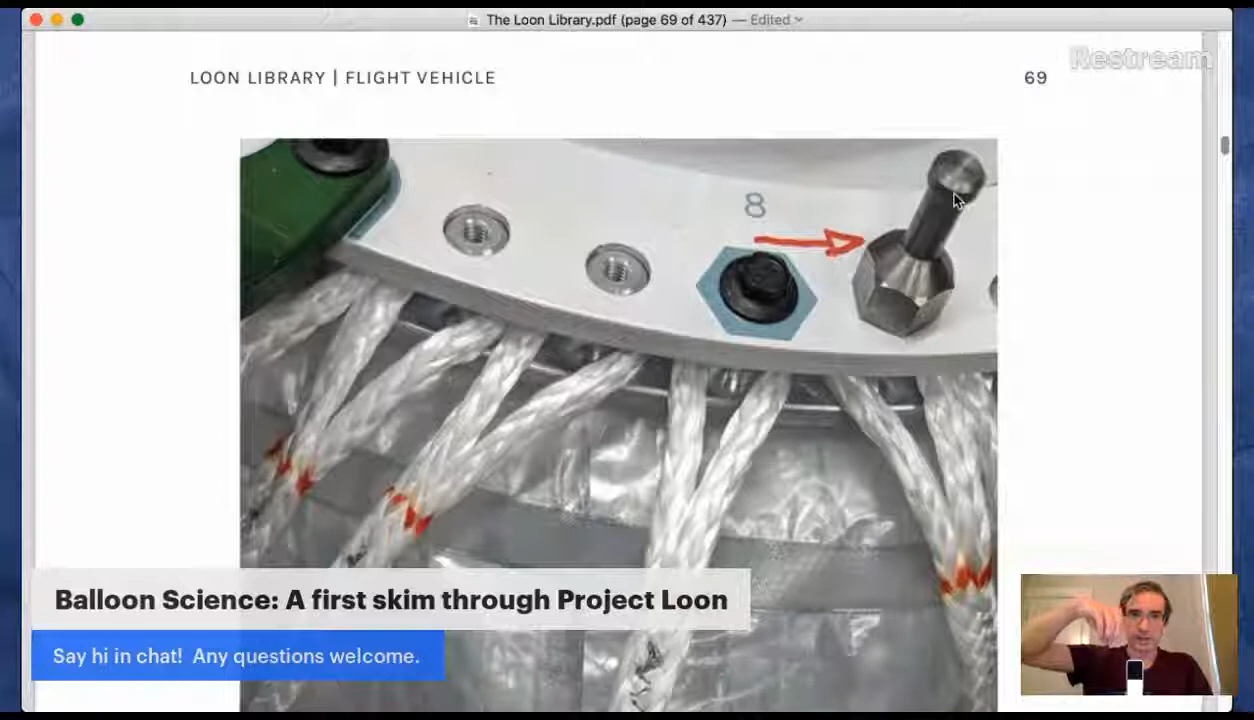 The Loon Library.pdf (page 69 of 437) — Edited
Restream
LOON LIBRARY | FLIGHT VEHICLE
69
8
Balloon Science: A first skim through Project Loon
Say hi in chat! Any questions welcome.